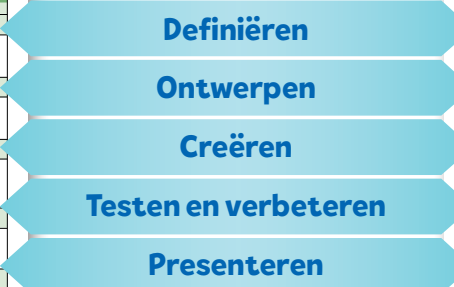 Definiëren
Ontwerpen
Creëren
Testen en verbeteren
Presenteren